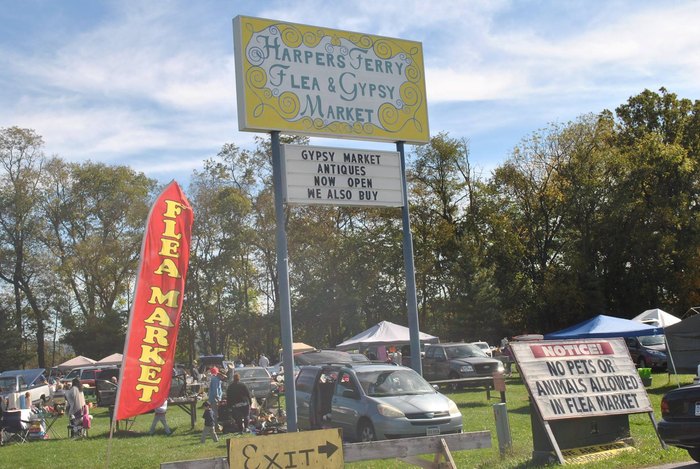 Harpers Ferry
Flea & Gypsy
Market
GYPSY MARKET
ANTIQUES
NOW OPEN
WE ALSO BUY
FLEA MARKET
NOTICE!
NO PETS OR
ANIMALS ALLOWED
IN FLEA MARKET
EXIT→